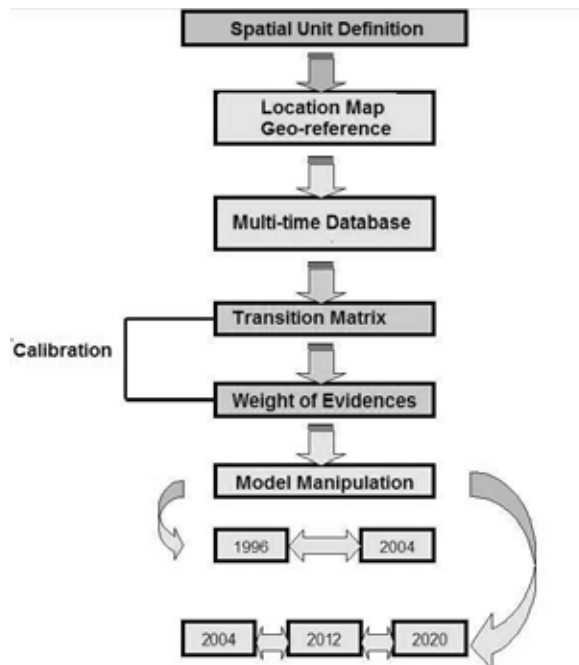 Spatial Unit Definition
Location Map
Geo-reference
Multi-time Database
Transition Matrix
Calibration
Weight of Evidences
Model Manipulation
1996 2004
2004 2012 2020